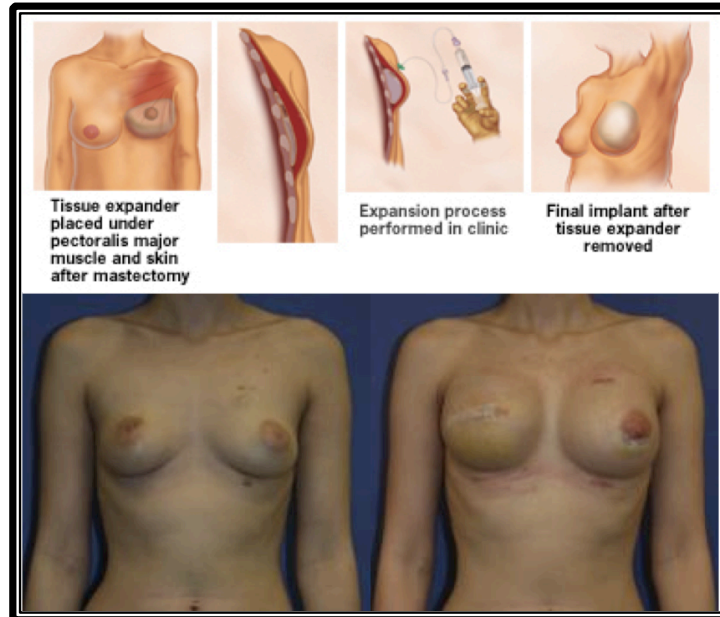 Tissue expander
placed under
pectoralis major
muscle and skin
after mastectomy
Expansion process
performed in clinic
Final implant after
tissue expander
removed